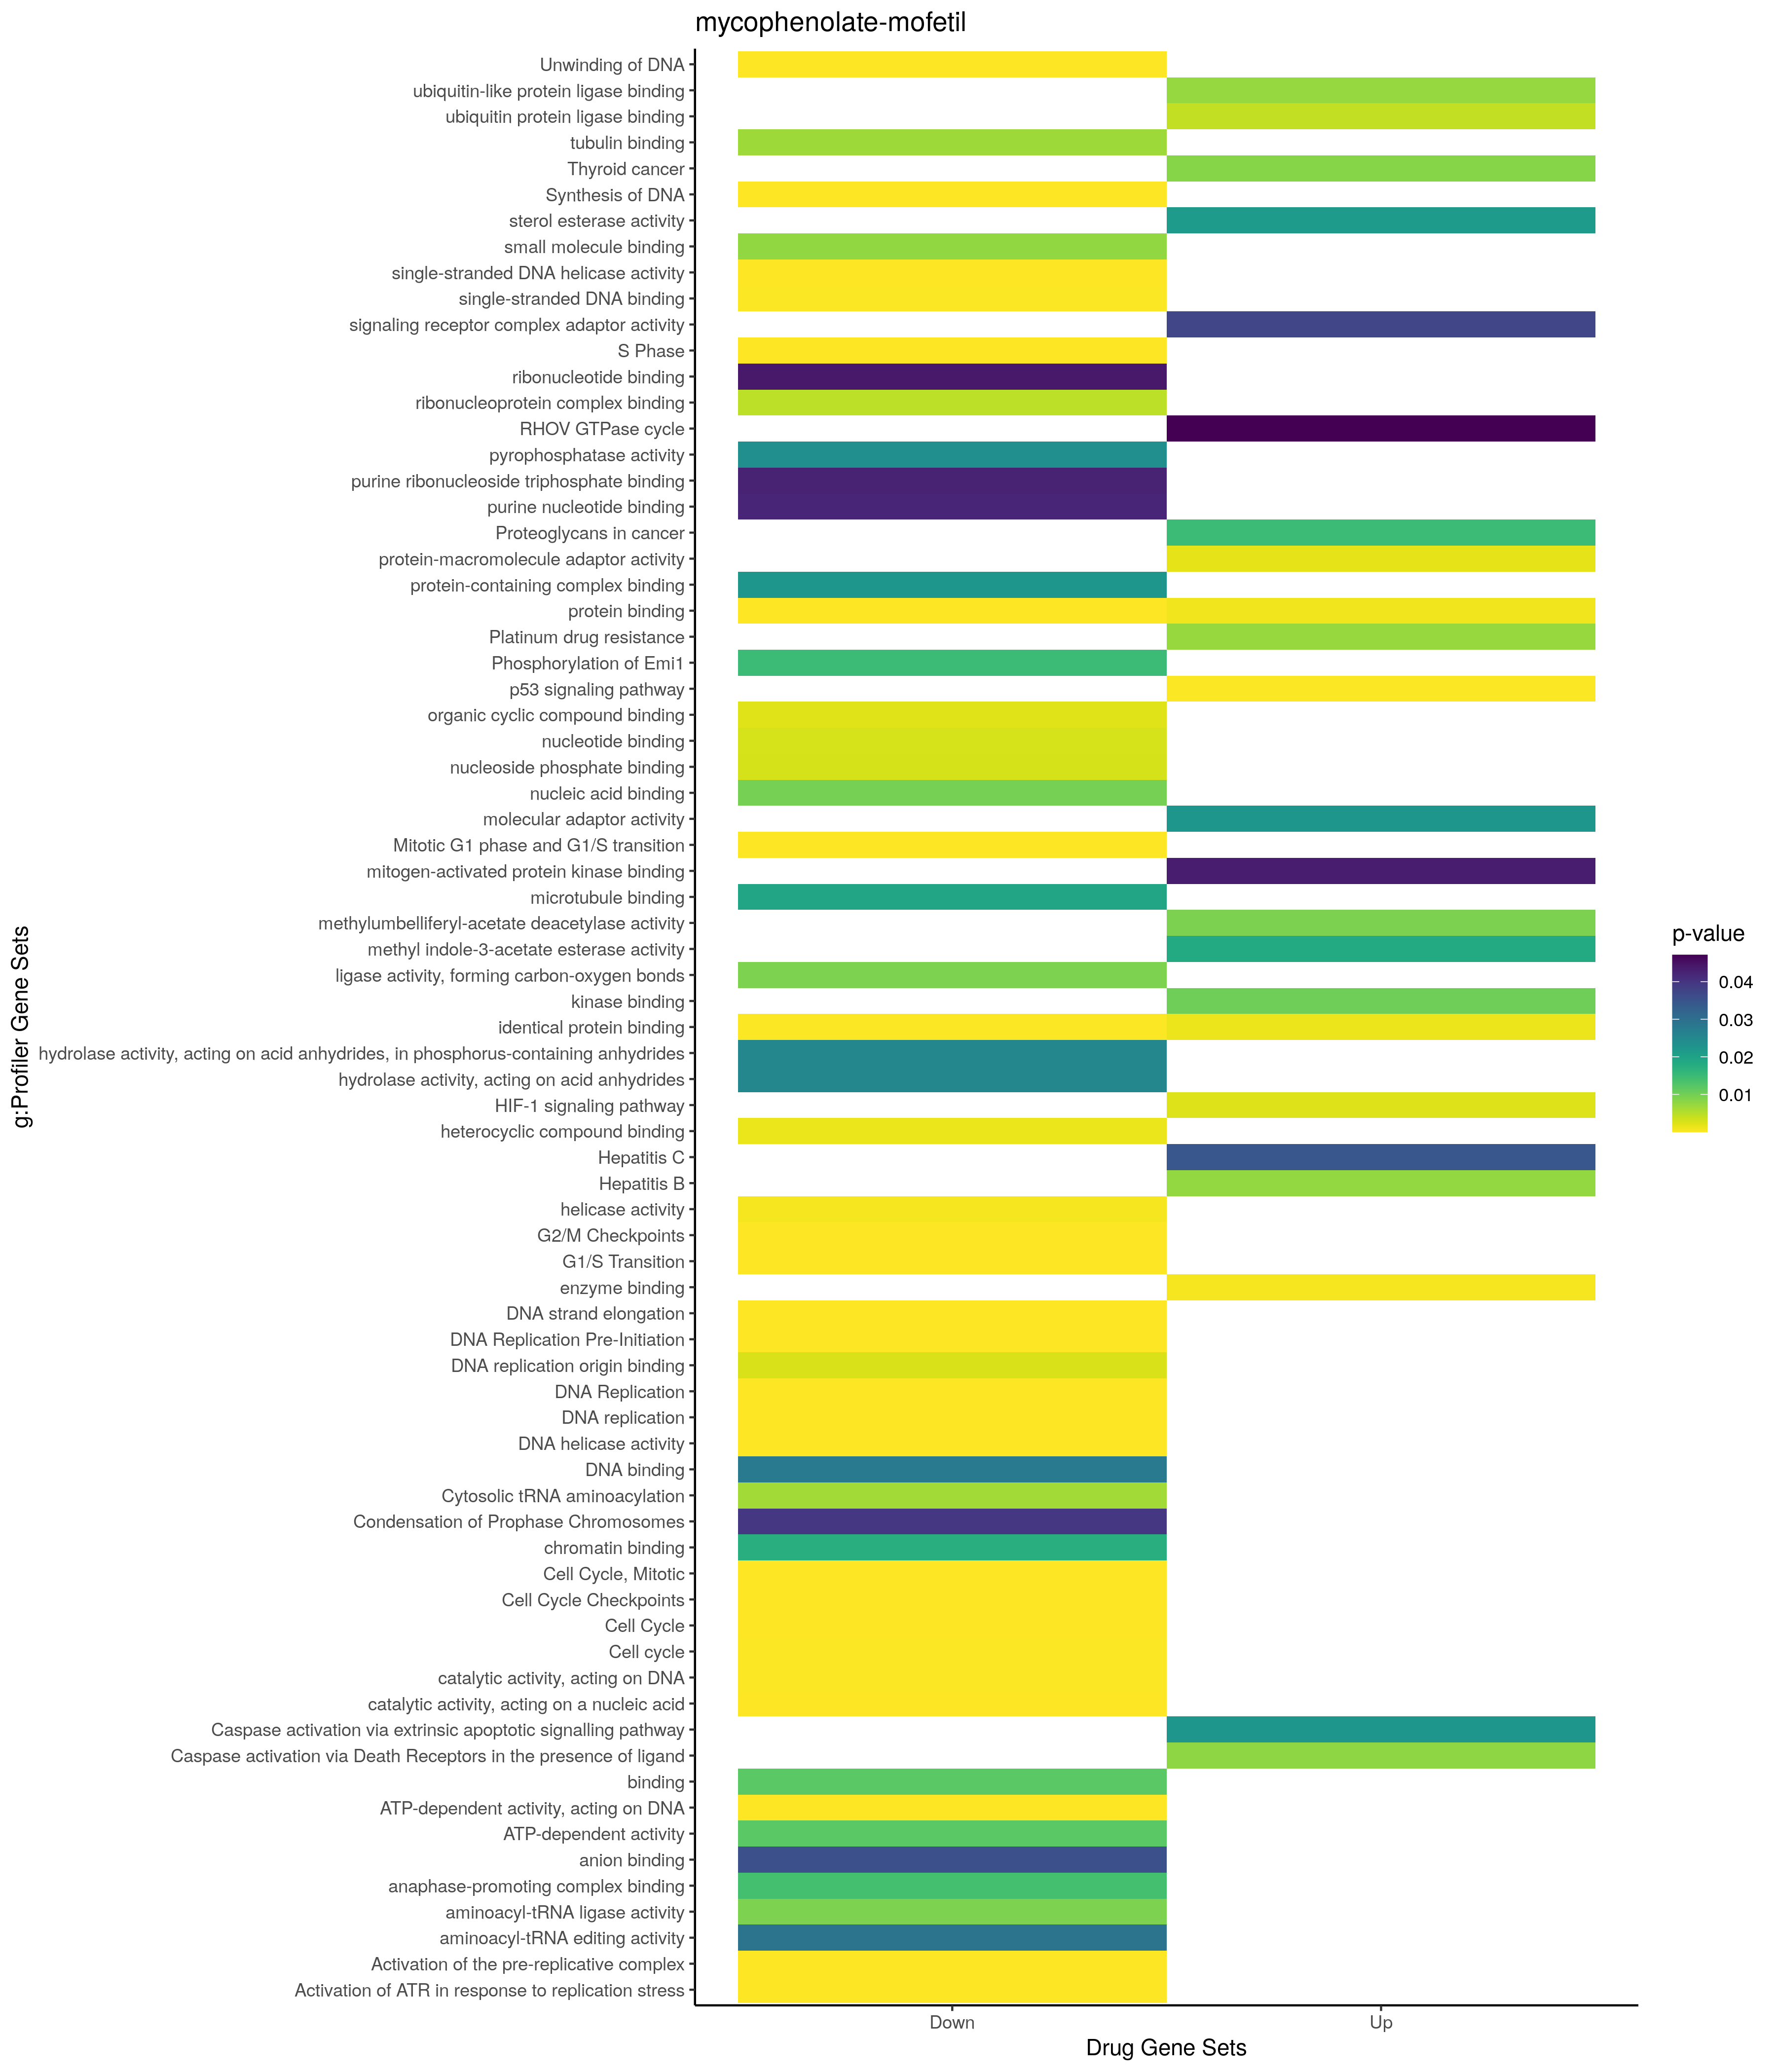 mycophenolate-mofetil
Unwinding of DNA
ubiquitin-like protein ligase binding
ubiquitin protein ligase binding
tubulin binding
Thyroid cancer
Synthesis of DNA
sterol esterase activity
small molecule binding
single-stranded DNA helicase activity
single-stranded DNA binding
signaling receptor complex adaptor activity
S Phase
ribonucleotide binding
ribonucleoprotein complex binding
RHOV GTPase cycle
pyrophosphatase activity
purine ribonucleoside triphosphate binding
purine nucleotide binding
Proteoglycans in cancer
protein-macromolecule adaptor activity
protein-containing complex binding
protein binding
Platinum drug resistance
Phosphorylation of Emi1
p53 signaling pathway
organic cyclic compound binding
nucleotide binding
nucleoside phosphate binding
nucleic acid binding
molecular adaptor activity
Mitotic G1 phase and G1/S transition
mitogen-activated protein kinase binding
microtubule binding
methylumbelliferyl-acetate deacetylase activity
methyl indole-3-acetate esterase activity
ligase activity, forming carbon-oxygen bonds
kinase binding
identical protein binding
hydrolase activity, acting on acid anhydrides, in phosphorus-containing anhydrides
hydrolase activity, acting on acid anhydrides
HIF-1 signaling pathway
heterocyclic compound binding
Hepatitis C
Hepatitis B
helicase activity
G2/M Checkpoints
G1/S Transition
enzyme binding
DNA strand elongation
DNA Replication Pre-Initiation
DNA replication origin binding
DNA Replication
DNA replication
DNA helicase activity
DNA binding
Cytosolic tRNA aminoacylation
Condensation of Prophase Chromosomes
chromatin binding
Cell Cycle, Mitotic
Cell Cycle Checkpoints
Cell Cycle
Cell cycle
catalytic activity, acting on DNA
catalytic activity, acting on a nucleic acid
Caspase activation via extrinsic apoptotic signalling pathway
Caspase activation via Death Receptors in the presence of ligand
binding
ATP-dependent activity, acting on DNA
ATP-dependent activity
anion binding
anaphase-promoting complex binding
aminoacyl-tRNA ligase activity
aminoacyl-tRNA editing activity
Activation of the pre-replicative complex
Activation of ATR in response to replication stress
g:Profiler Gene Sets
Down
Up
Drug Gene Sets
p-value
0.04
0.03
0.02
0.01